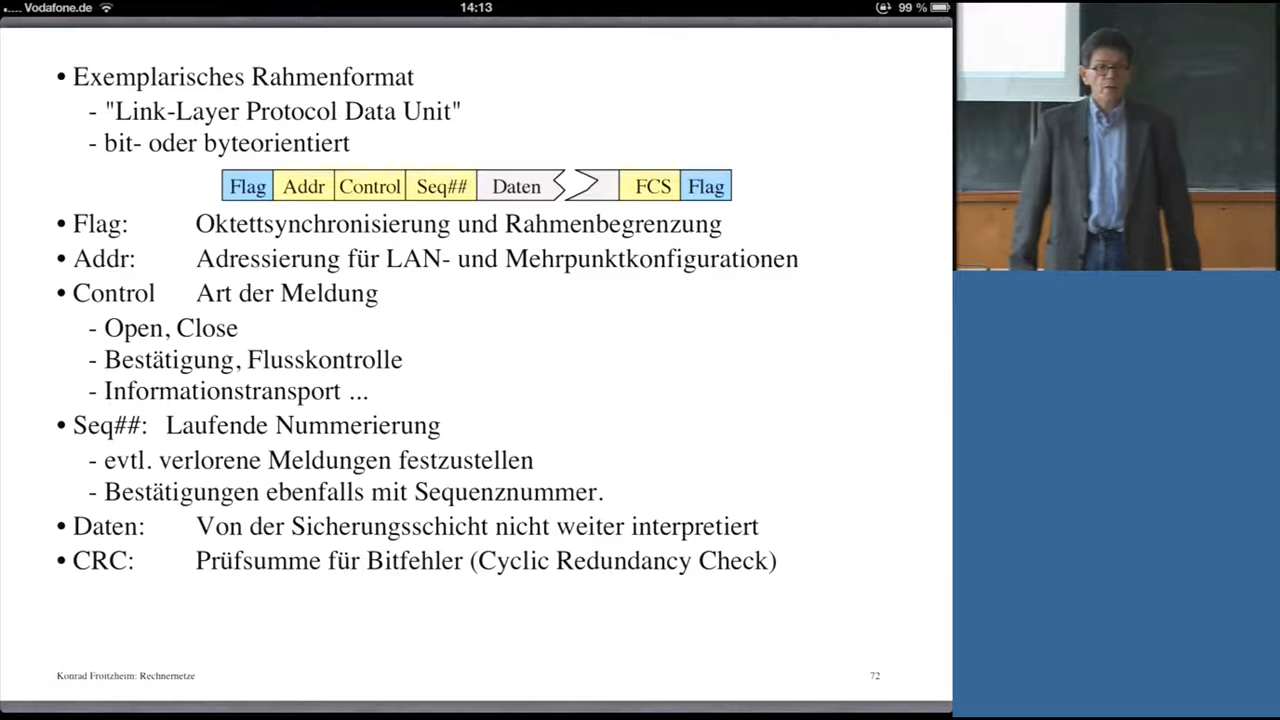 Vodafone.de 14:13 99 %
• Exemplarisches Rahmenformat
- "Link-Layer Protocol Data Unit"
- bit- oder byteorientiert
Flag Addr Control Seq## Daten FCS Flag
• Flag: Oktettsynchronisierung und Rahmenbegrenzung
• Addr: Adressierung für LAN- und Mehrpunktkonfigurationen
• Control Art der Meldung
- Open, Close
- Bestätigung, Flusskontrolle
- Informationstransport ...
• Seq##: Laufende Nummerierung
- evtl. verlorene Meldungen festzustellen
- Bestätigungen ebenfalls mit Sequenznummer.
• Daten: Von der Sicherungsschicht nicht weiter interpretiert
• CRC: Prüfsumme für Bitfehler (Cyclic Redundancy Check)
Konrad Froitzheim: Rechnernetze 72